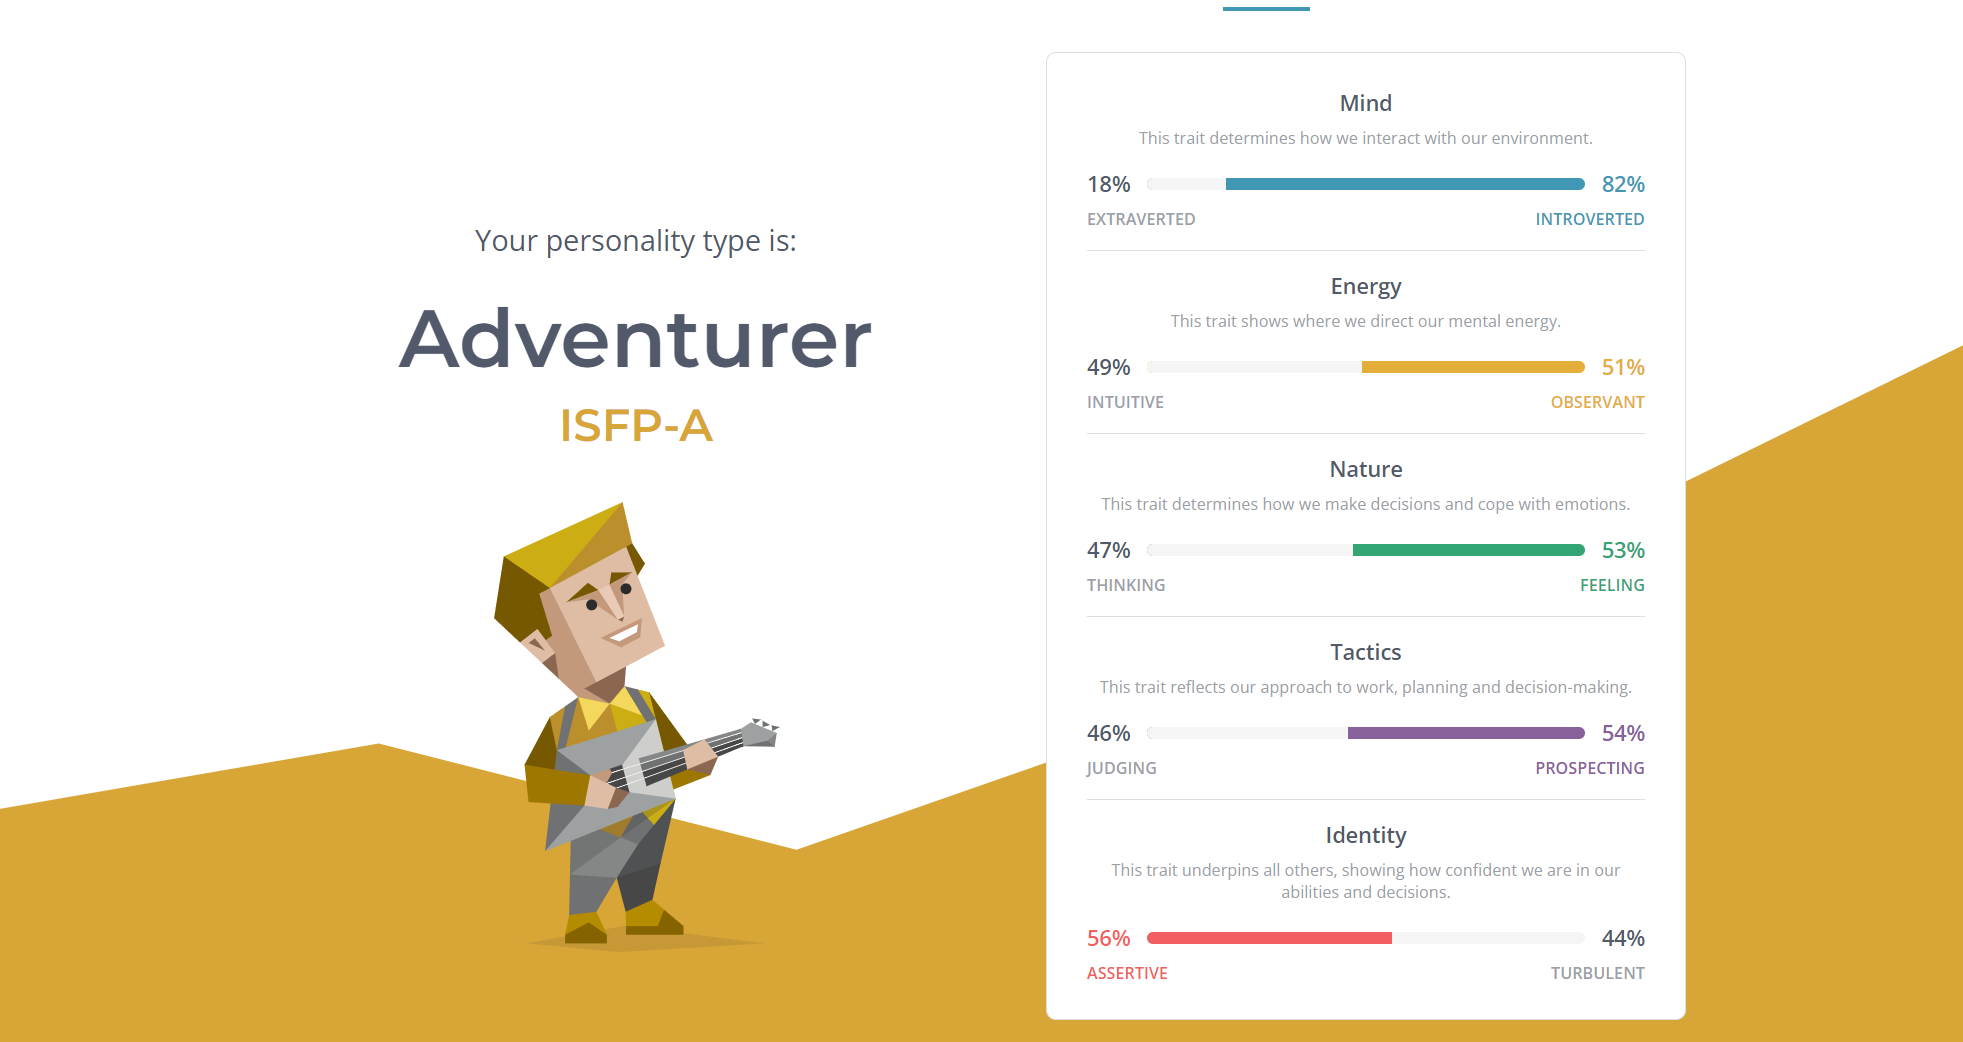 Your personality type is:
Adventurer
ISFP-A
Mind
This trait determines how we interact with our environment.
18% 82%
EXTRAVERTED INTROVERTED
Energy
This trait shows where we direct our mental energy.
49% 51%
INTUITIVE OBSERVANT
Nature
This trait determines how we make decisions and cope with emotions.
47% 53%
THINKING FEELING
Tactics
This trait reflects our approach to work, planning and decision-making.
46% 54%
JUDGING PROSPECTING
Identity
This trait underpins all others, showing how confident we are in our
abilities and decisions.
56% 44%
ASSERTIVE TURBULENT